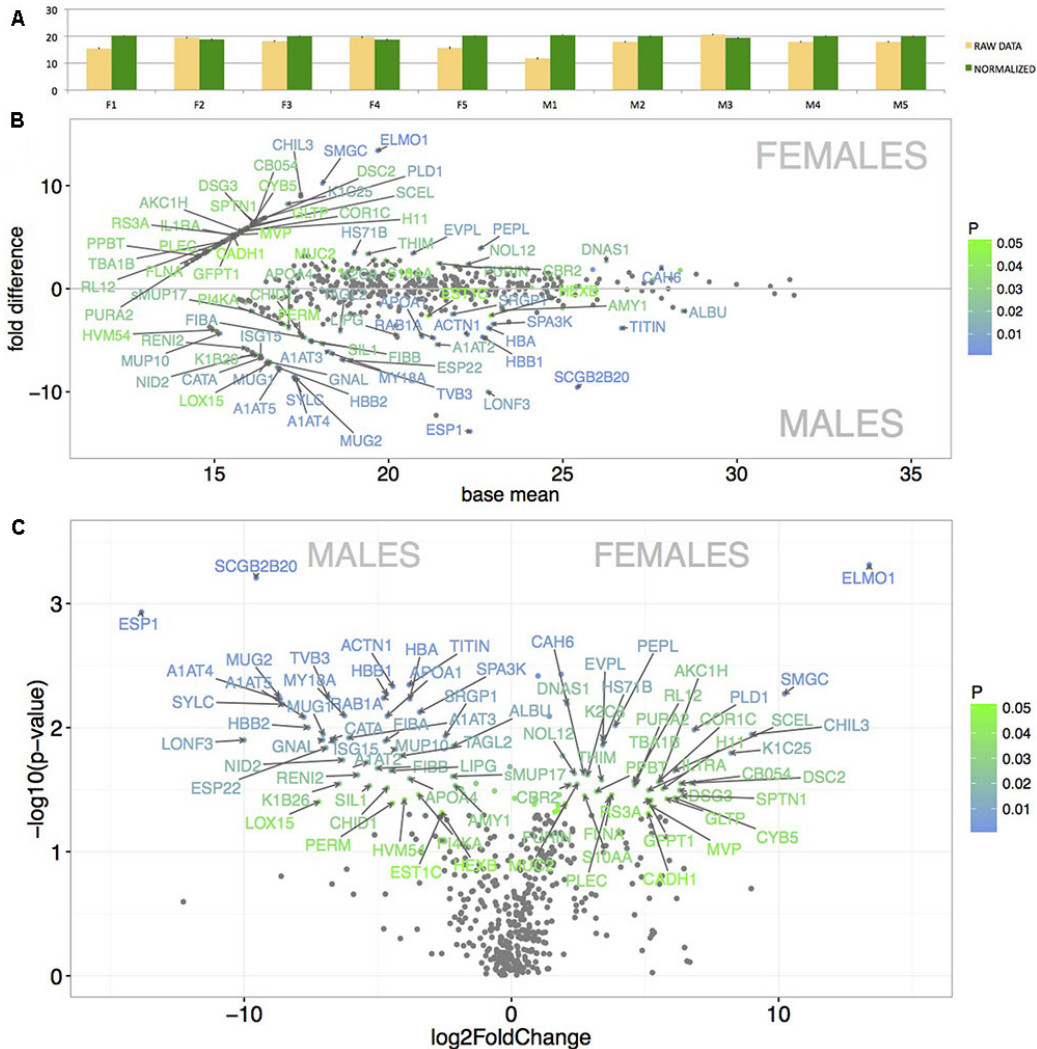 A
30
20
10
0
F1 F2 F3 F4 F5 M1 M2 M3 M4 M5
RAW DATA
NORMALIZED
B
FEMALES
MALES
fold difference
10
0
−10
15 20 25 30 35
base mean
P
0.05
0.04
0.03
0.02
0.01
ELMO1
CHIL3
SMGC
CB054
DSC2
PLD1
DSG3
CYB5
K1C25
SCEL
SPTN1
AKC1H
GLTP
COR1C
H11
RS3A
IL1RA
MVP
HS71B
EVPL
PEPL
PPBT
PLEC
CADH1
MUC2
THIM
NOL12
DNAS1
TBA1B
FLNA
GFPT1
APOA4
S10AA
CBR2
CAH6
RL12
sMUP17
PI4KA
CHID1
TAGL2
APOA1
EST1C
SRGP1
HEXB
AMY1
ALBU
PURA2
PERM
FIBA
LIPG
RAB1A
ACTN1
SPA3K
TITIN
HVM54
RENI2
ISG15
SIL1
FIBB
A1AT2
HBA
HBB1
MUP10
K1B26
A1AT3
ESP22
NID2
CATA
MUG1
GNAL
MY18A
TVB3
SCGB2B20
LOX15
A1AT5
SYLC
HBB2
LONF3
A1AT4
MUG2
ESP1
C
MALES
FEMALES
−log10(p−value)
3
2
1
0
−10 0 10
log2FoldChange
P
0.05
0.04
0.03
0.02
0.01
SCGB2B20
ELMO1
ESP1
ACTN1
HBA
TITIN
CAH6
PEPL
MUG2
TVB3
HBB1
APOA1
SPA3K
EVPL
AKC1H
A1AT4
A1AT5
MY18A
RAB1A
SRGP1
DNAS1
HS71B
RL12
PLD1
SMGC
SYLC
MUG1
ALBU
K2C8
PURA2
COR1C
SCEL
CHIL3
HBB2
CATA
FIBA
A1AT3
NOL12
TBA1B
H11
K1C25
LONF3
GNAL
ISG15
MUP10
TAGL2
THIM
PPBT
IL1RA
CB054
DSC2
NID2
A1AT2
FIBB
LIPG
sMUP17
ESP22
RENI2
K1B26
SIL1
APOA4
CBR2
RS3A
DSG3
SPTN1
LOX15
CHID1
AMY1
GLTP
PERM
HVM54
PI4KA
FLNA
GFPT1
CYB5
EST1C
HEXB
MUC2
S10AA
MVP
PLEC
CADH1